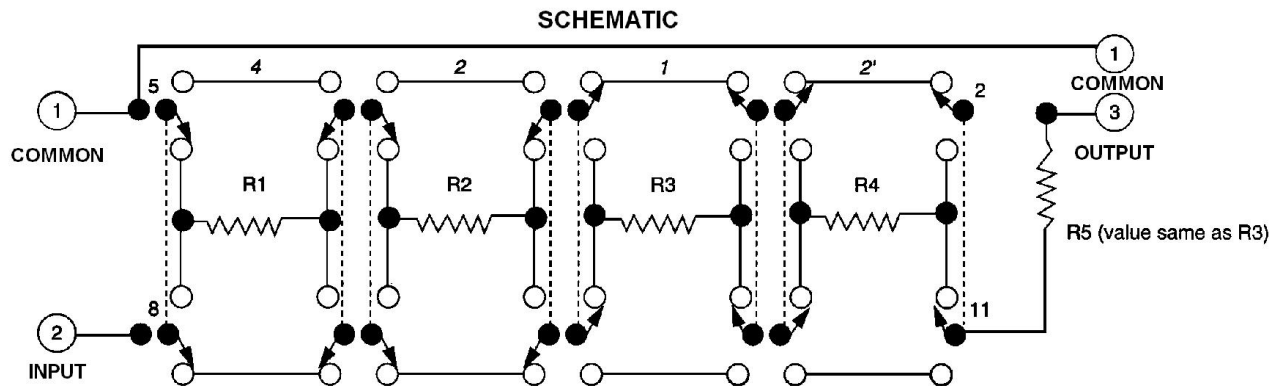 SCHEMATIC
4 2 1 2'
1
COMMON
5
2
1
COMMON
3
OUTPUT
R1 R2 R3 R4
R5 (value same as R3)
8
11
2
INPUT